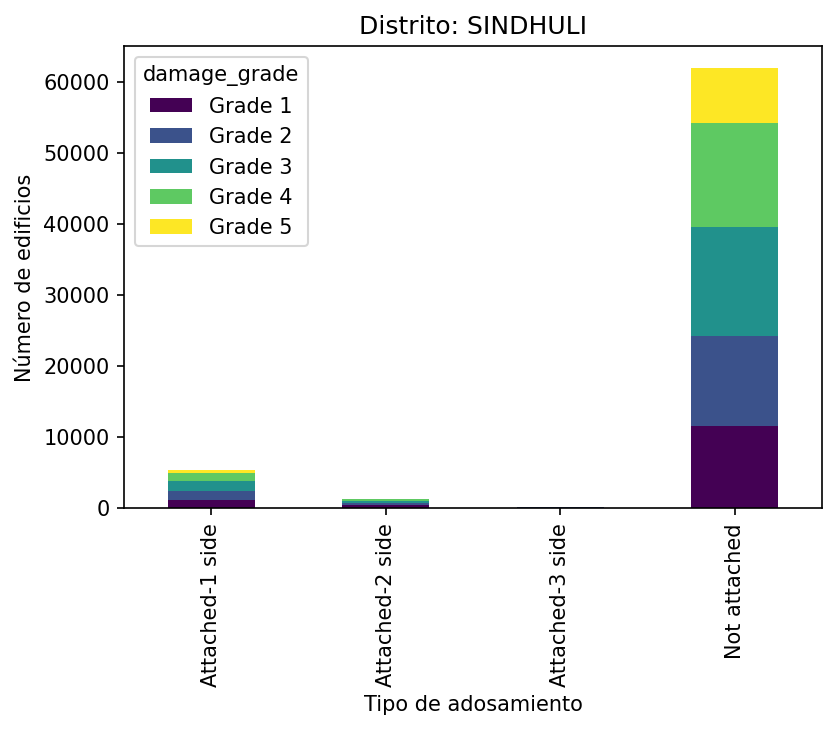 Distrito: SINDHULI
damage_grade
Grade 1
Grade 2
Grade 3
Grade 4
Grade 5
Número de edificios
60000
50000
40000
30000
20000
10000
0
Attached-1 side
Attached-2 side
Attached-3 side
Not attached
Tipo de adosamiento